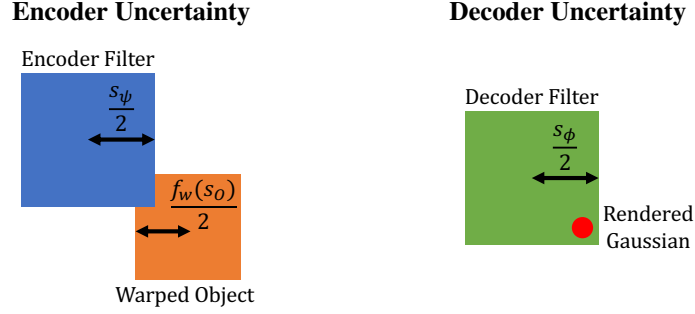 Encoder Uncertainty
Decoder Uncertainty
Encoder Filter
s_ψ
2
f_w(s_O)
2
Warped Object
Decoder Filter
s_ϕ
2
Rendered
Gaussian